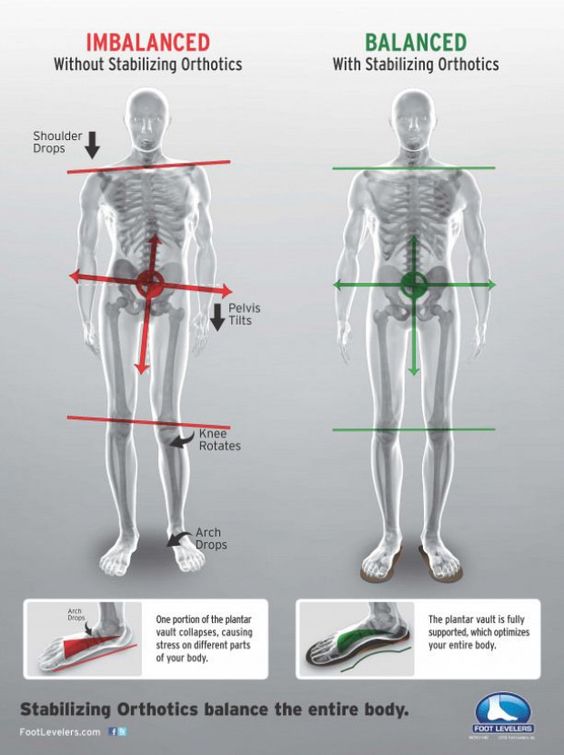 IMBALANCED
Without Stabilizing Orthotics
BALANCED
With Stabilizing Orthotics
Shoulder
Drops
Pelvis
Tilts
Knee
Rotates
Arch
Drops
Arch
Drops
One portion of the plantar
vault collapses, causing
stress on different parts
of your body.
The plantar vault is fully
supported, which optimizes
your entire body.
Stabilizing Orthotics balance the entire body.
FootLevelers.com
FOOT LEVELERS